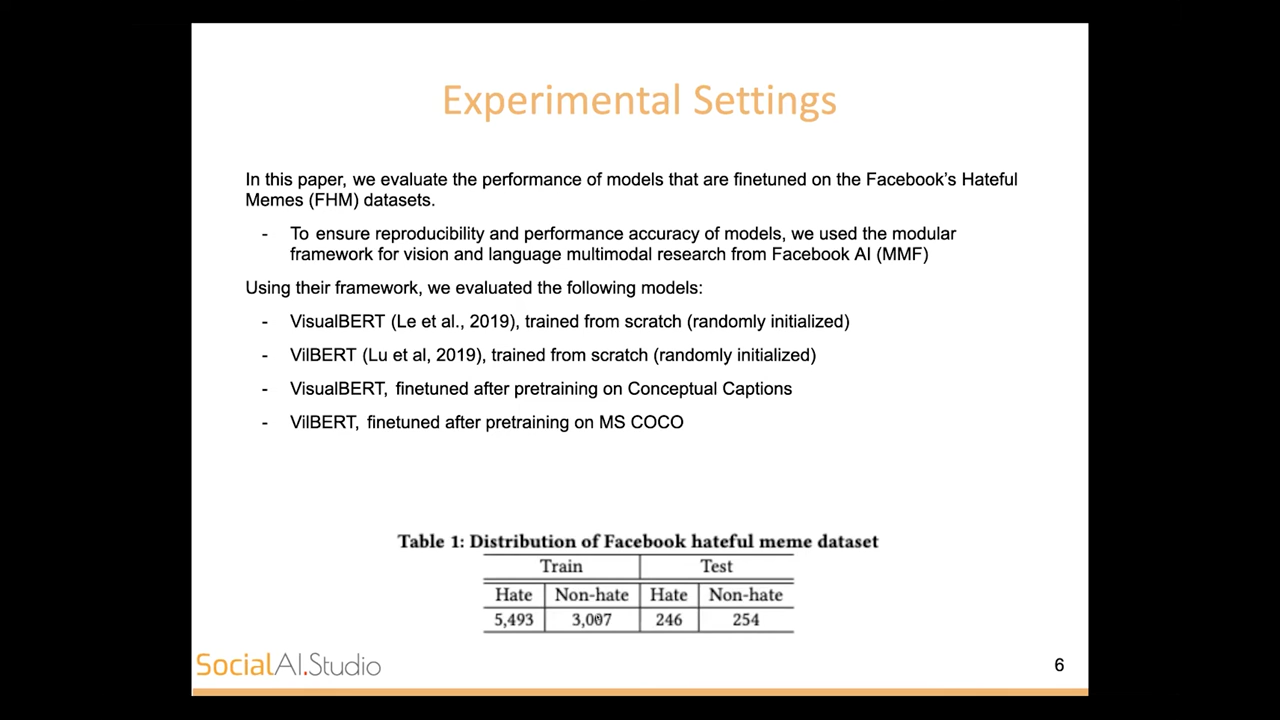 Experimental Settings
In this paper, we evaluate the performance of models that are finetuned on the Facebook's Hateful
Memes (FHM) datasets.
- To ensure reproducibility and performance accuracy of models, we used the modular
framework for vision and language multimodal research from Facebook AI (MMF)
Using their framework, we evaluated the following models:
- VisualBERT (Le et al., 2019), trained from scratch (randomly initialized)
- VilBERT (Lu et al, 2019), trained from scratch (randomly initialized)
- VisualBERT, finetuned after pretraining on Conceptual Captions
- VilBERT, finetuned after pretraining on MS COCO
Table 1: Distribution of Facebook hateful meme dataset
Train Test
Hate Non-hate Hate Non-hate
5,493 3,007 246 254
SocialAI.Studio
6